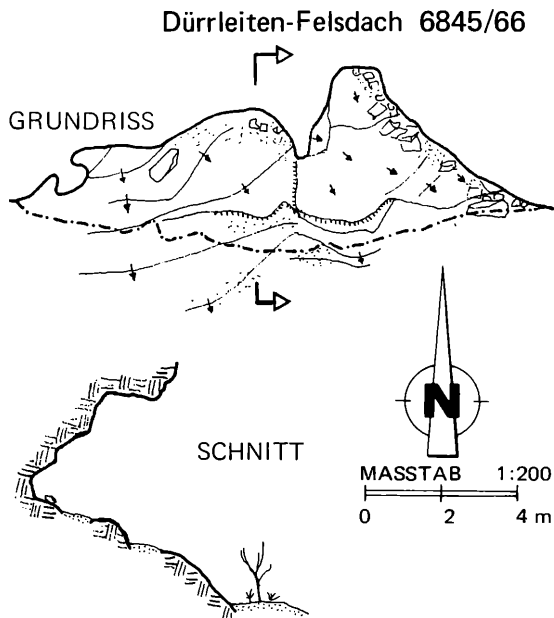 Dürrleiten-Felsdach 6845/66
GRUNDRISS
SCHNITT
N
MASSTAB 1:200
0 2 4 m